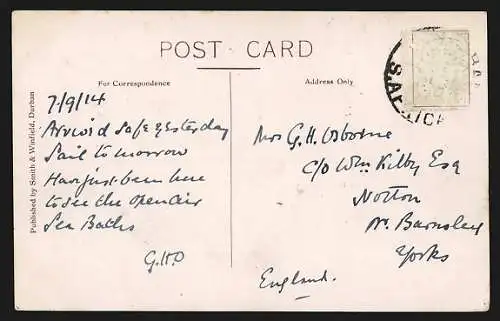 POST CARD
For Correspondence
Address Only
Published by Smith & Winfield, Durban
7/9/14
Arrived safe yesterday
Sail to morrow
Have just been here
to see the open air
Sea Baths
G.H.O
Mrs G. H. Osborne
c/o Wm Kilby Esq
Notton
Nr. Barnsley
Yorks
England.